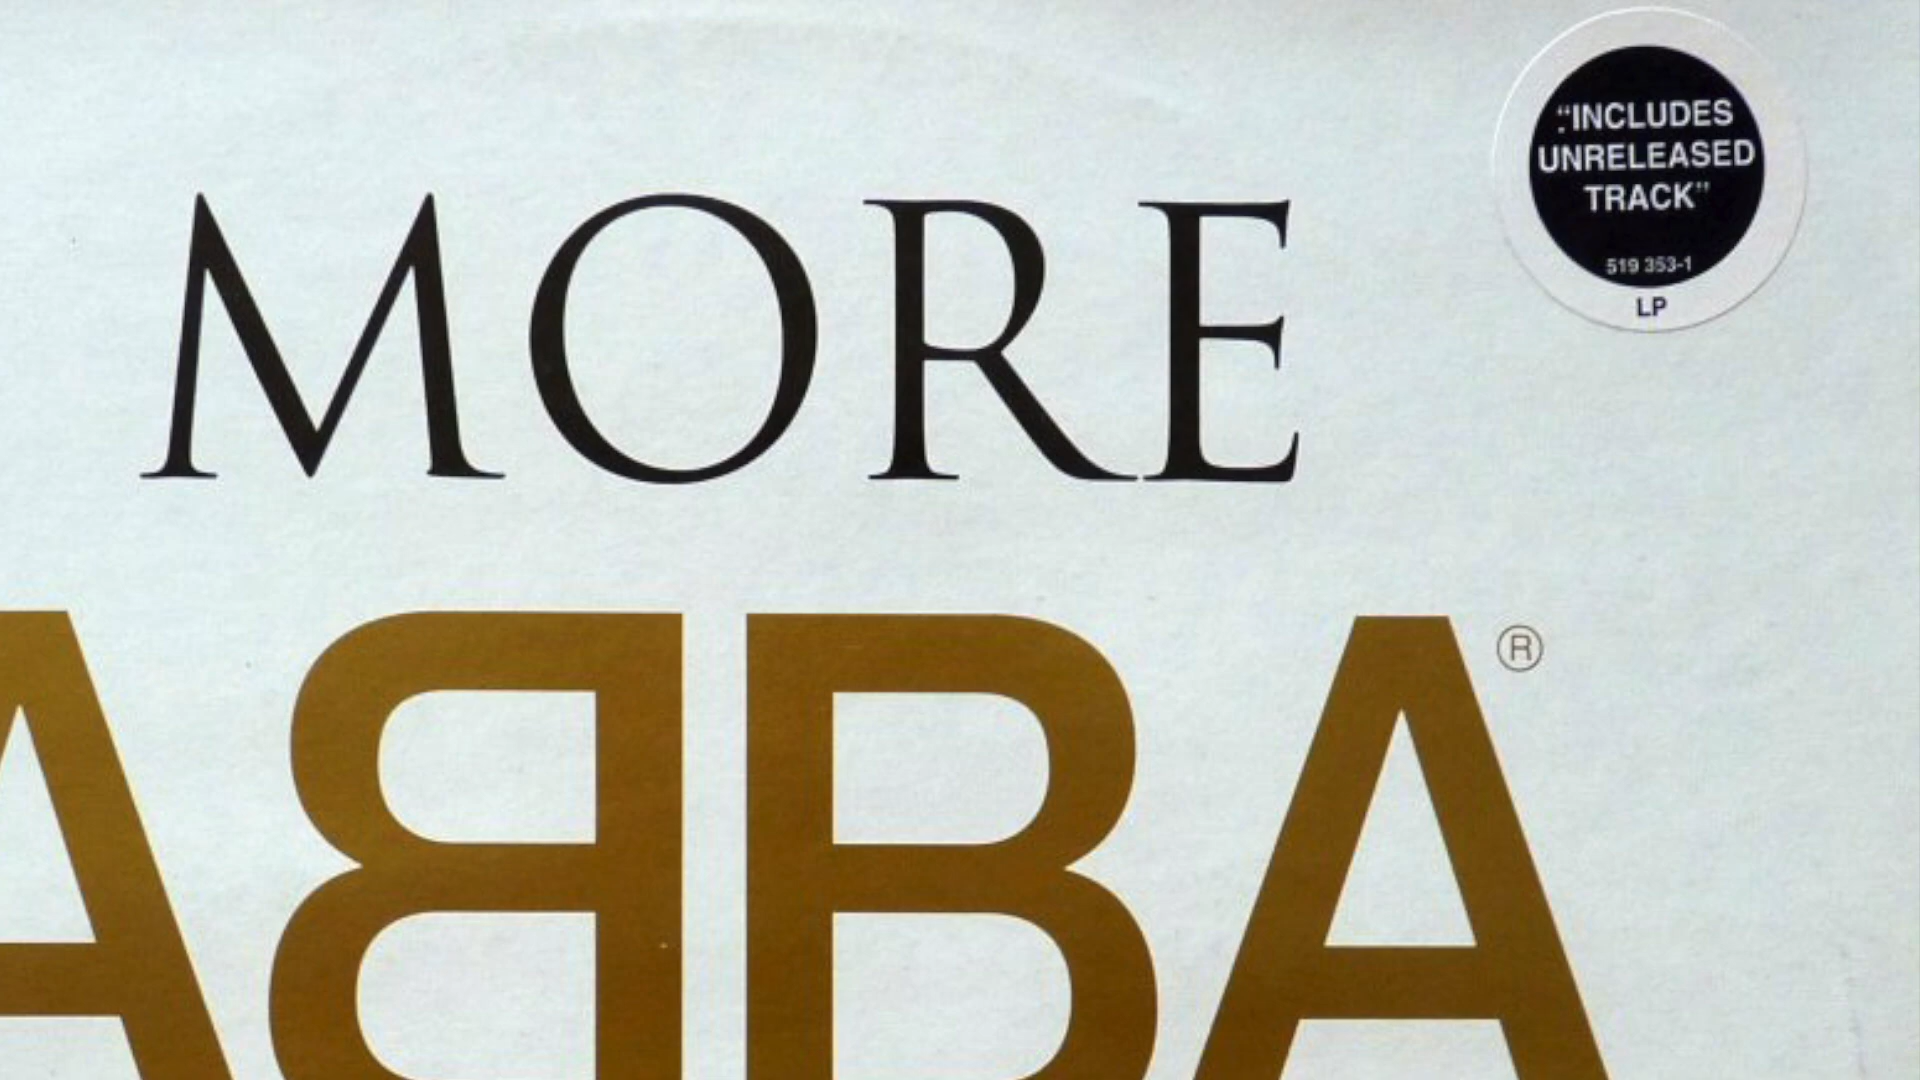 MORE
“INCLUDES
UNRELEASED
TRACK”
519 353-1
LP
ABBA®